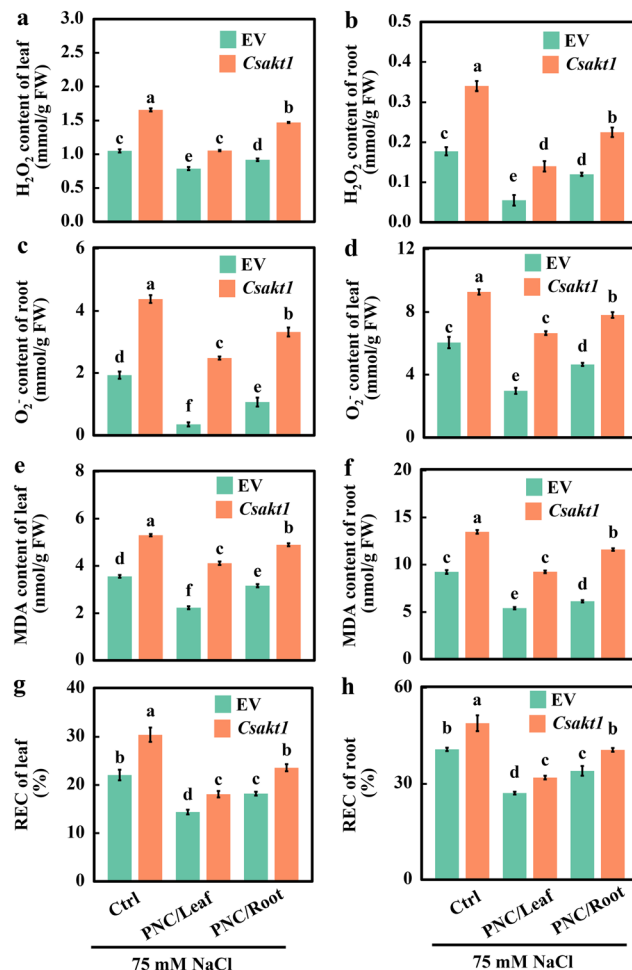 a
H₂O₂ content of leaf
(mmol/g FW)
3.0
2.5
2.0
1.5
1.0
0.5
0.0
EV
Csakt1
c
a
e
c
d
b
b
H₂O₂ content of root
(mmol/g FW)
0.5
0.4
0.3
0.2
0.1
0.0
EV
Csakt1
c
a
e
d
d
b
c
O₂⁻ content of root
(mmol/g FW)
6
4
2
0
EV
Csakt1
d
a
f
c
e
b
d
O₂⁻ content of leaf
(mmol/g FW)
12
8
4
0
EV
Csakt1
c
a
e
c
d
b
e
MDA content of leaf
(nmol/g FW)
8
6
4
2
0
EV
Csakt1
d
a
f
c
e
b
f
MDA content of root
(nmol/g FW)
20
15
10
5
0
EV
Csakt1
c
a
e
c
d
b
g
REC of leaf
(%)
40
30
20
10
0
EV
Csakt1
b
a
d
c
c
b
h
REC of root
(%)
60
30
0
EV
Csakt1
b
a
d
c
c
b
Ctrl
PNC/Leaf
PNC/Root
75 mM NaCl
Ctrl
PNC/Leaf
PNC/Root
75 mM NaCl